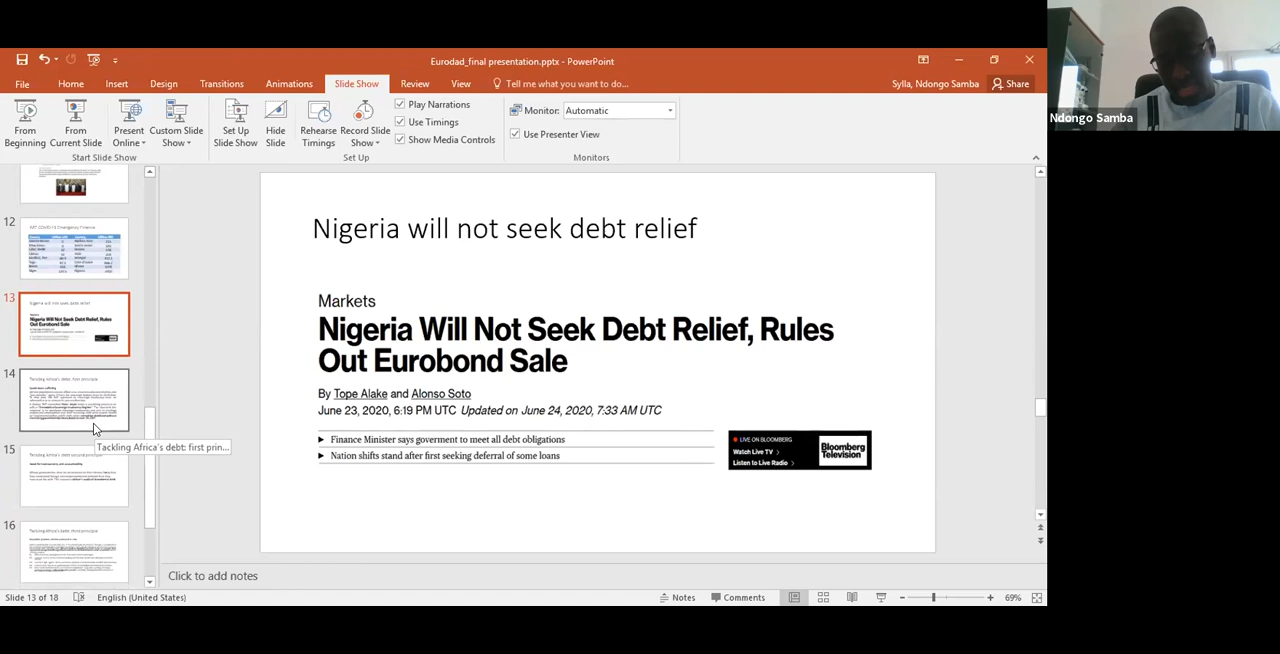 Eurodad_final presentation.pptx - PowerPoint
File Home Insert Design Transitions Animations Slide Show Review View Tell me what you want to do... Sylla, Ndongo Samba Share
Ndongo Samba
From Beginning
From Current Slide
Present Online
Custom Slide Show
Start Slide Show
Set Up Slide Show
Hide Slide
Rehearse Timings
Record Slide Show
Play Narrations
Use Timings
Show Media Controls
Set Up
Monitor: Automatic
Use Presenter View
Monitors
12
13
14
15
16
Tackling Africa's debt: first prin...
Nigeria will not seek debt relief
Markets
Nigeria Will Not Seek Debt Relief, Rules
Out Eurobond Sale
By Tope Alake and Alonso Soto
June 23, 2020, 6:19 PM UTC Updated on June 24, 2020, 7:33 AM UTC
Finance Minister says goverment to meet all debt obligations
Nation shifts stand after first seeking deferral of some loans
LIVE ON BLOOMBERG
Watch Live TV
Listen to Live Radio
Bloomberg
Television
Click to add notes
Slide 13 of 18 English (United States) Notes Comments 69%